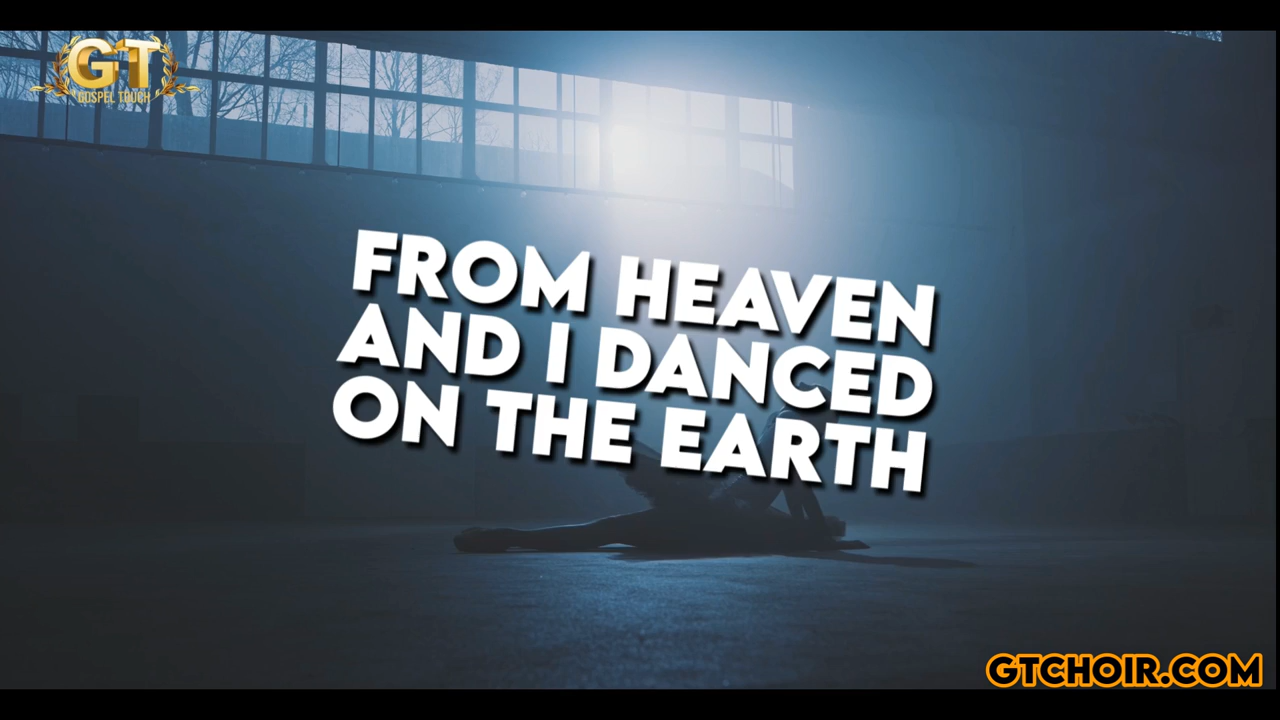 GT
GOSPEL TOUCH
FROM HEAVEN
AND I DANCED
ON THE EARTH
GTCHOIR.COM